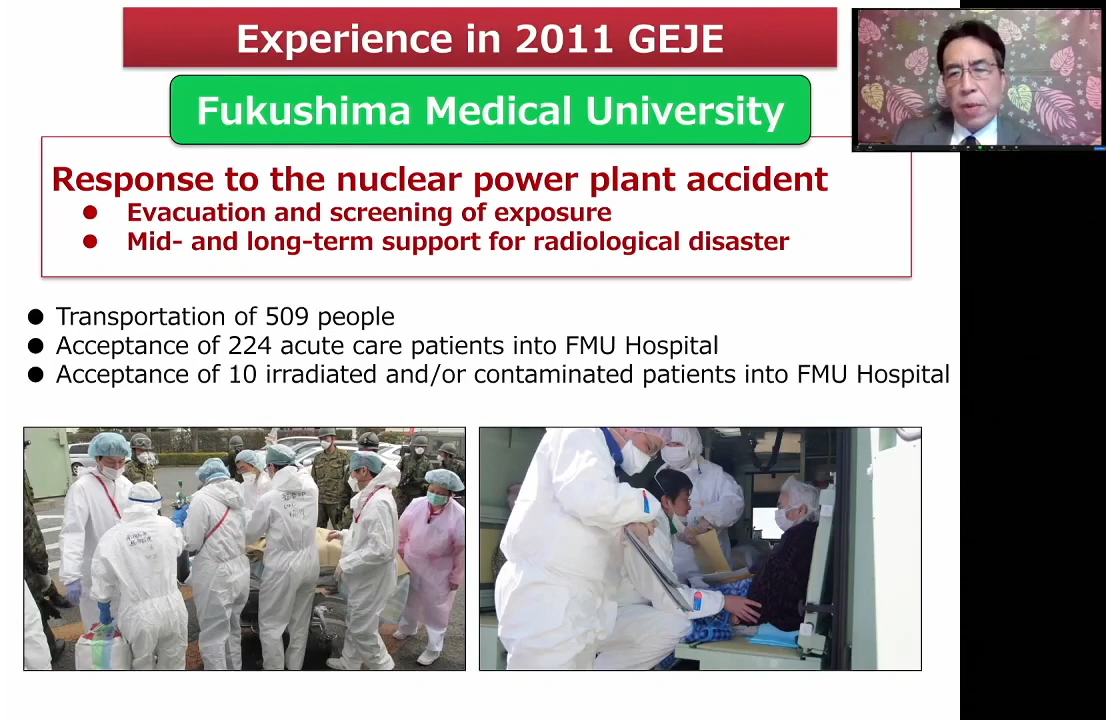 Experience in 2011 GEJE
Fukushima Medical University
Response to the nuclear power plant accident
● Evacuation and screening of exposure
● Mid- and long-term support for radiological disaster
● Transportation of 509 people
● Acceptance of 224 acute care patients into FMU Hospital
● Acceptance of 10 irradiated and/or contaminated patients into FMU Hospital